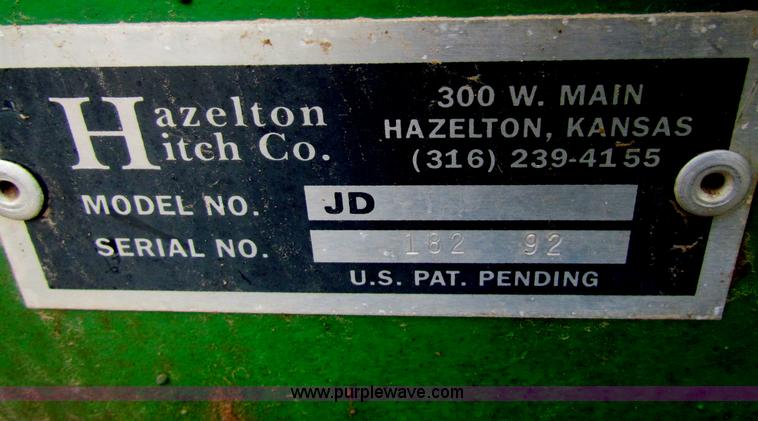 Hazelton
Hitch Co.
300 W. MAIN
HAZELTON, KANSAS
(316) 239-4155
MODEL NO. JD
SERIAL NO. 182 92
U.S. PAT. PENDING
www.purplewave.com